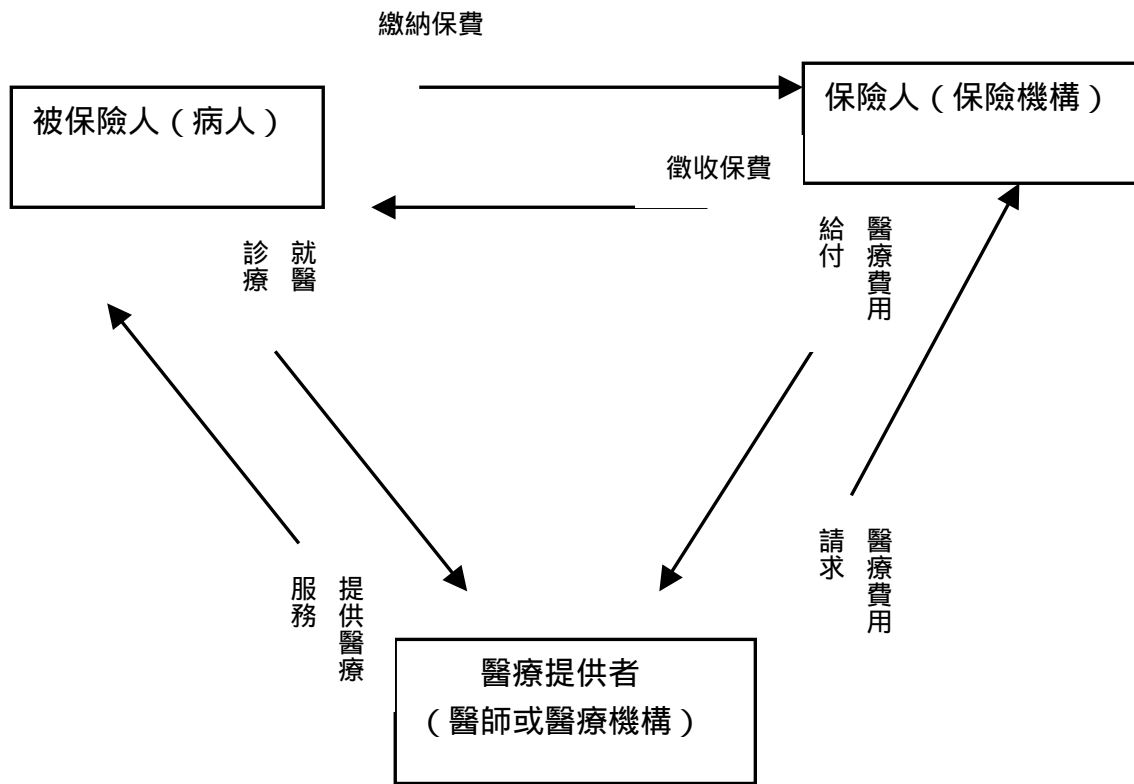 繳納保費
被保險人（病人）
保險人（保險機構）
徵收保費
就醫
診療
醫療費用
給付
提供醫療
服務
醫療費用
請求
醫療提供者
（醫師或醫療機構）